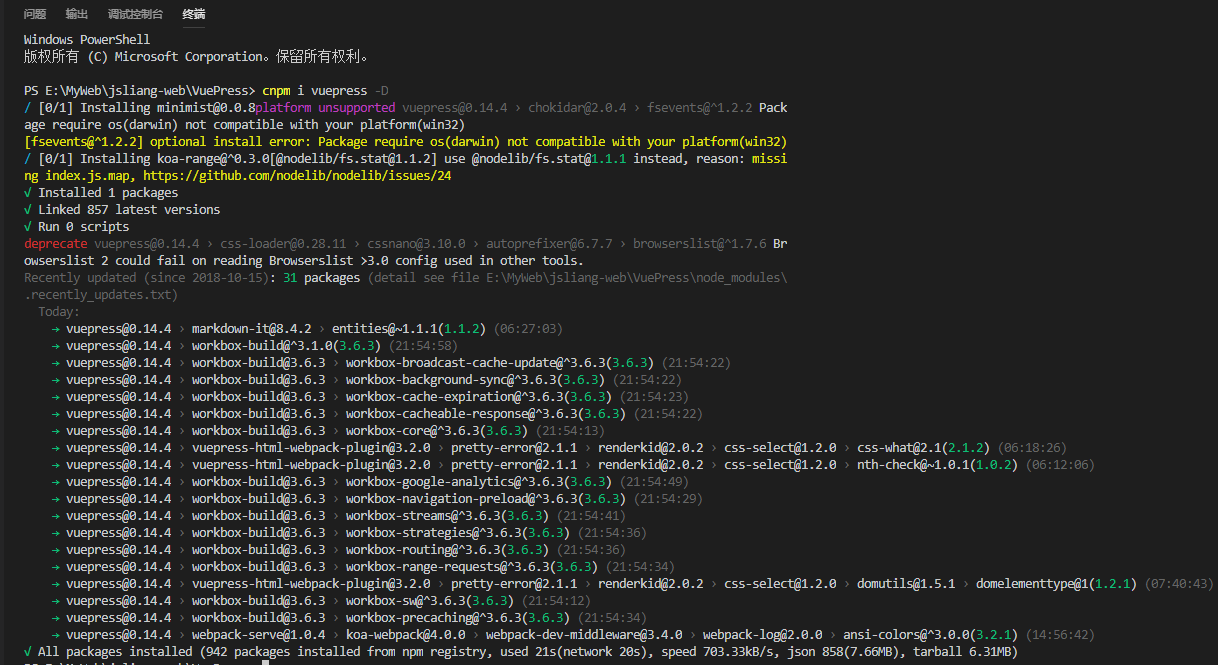 问题 输出 调试控制台 终端
Windows PowerShell
版权所有 (C) Microsoft Corporation。保留所有权利。
PS E:\MyWeb\jsliang-web\VuePress> cnpm i vuepress -D
/ [0/1] Installing minimist@0.0.8platform unsupported vuepress@0.14.4 › chokidar@2.0.4 › fsevents@^1.2.2 Pack
age require os(darwin) not compatible with your platform(win32)
[fsevents@^1.2.2] optional install error: Package require os(darwin) not compatible with your platform(win32)
/ [0/1] Installing koa-range@^0.3.0[@nodelib/fs.stat@1.1.2] use @nodelib/fs.stat@1.1.1 instead, reason: missi
ng index.js.map, https://github.com/nodelib/nodelib/issues/24
√ Installed 1 packages
√ Linked 857 latest versions
√ Run 0 scripts
deprecate vuepress@0.14.4 › css-loader@0.28.11 › cssnano@3.10.0 › autoprefixer@6.7.7 › browserslist@^1.7.6 Br
owserslist 2 could fail on reading Browserslist >3.0 config used in other tools.
Recently updated (since 2018-10-15): 31 packages (detail see file E:\MyWeb\jsliang-web\VuePress\node_modules\
.recently_updates.txt)
Today:
→ vuepress@0.14.4 › markdown-it@8.4.2 › entities@~1.1.1(1.1.2) (06:27:03)
→ vuepress@0.14.4 › workbox-build@^3.1.0(3.6.3) (21:54:58)
→ vuepress@0.14.4 › workbox-build@3.6.3 › workbox-broadcast-cache-update@^3.6.3(3.6.3) (21:54:22)
→ vuepress@0.14.4 › workbox-build@3.6.3 › workbox-background-sync@^3.6.3(3.6.3) (21:54:22)
→ vuepress@0.14.4 › workbox-build@3.6.3 › workbox-cache-expiration@^3.6.3(3.6.3) (21:54:23)
→ vuepress@0.14.4 › workbox-build@3.6.3 › workbox-cacheable-response@^3.6.3(3.6.3) (21:54:22)
→ vuepress@0.14.4 › workbox-build@3.6.3 › workbox-core@^3.6.3(3.6.3) (21:54:13)
→ vuepress@0.14.4 › vuepress-html-webpack-plugin@3.2.0 › pretty-error@2.1.1 › renderkid@2.0.2 › css-select@1.2.0 › css-what@2.1(2.1.2) (06:18:26)
→ vuepress@0.14.4 › vuepress-html-webpack-plugin@3.2.0 › pretty-error@2.1.1 › renderkid@2.0.2 › css-select@1.2.0 › nth-check@~1.0.1(1.0.2) (06:12:06)
→ vuepress@0.14.4 › workbox-build@3.6.3 › workbox-google-analytics@^3.6.3(3.6.3) (21:54:49)
→ vuepress@0.14.4 › workbox-build@3.6.3 › workbox-navigation-preload@^3.6.3(3.6.3) (21:54:29)
→ vuepress@0.14.4 › workbox-build@3.6.3 › workbox-streams@^3.6.3(3.6.3) (21:54:41)
→ vuepress@0.14.4 › workbox-build@3.6.3 › workbox-strategies@^3.6.3(3.6.3) (21:54:36)
→ vuepress@0.14.4 › workbox-build@3.6.3 › workbox-routing@^3.6.3(3.6.3) (21:54:36)
→ vuepress@0.14.4 › workbox-build@3.6.3 › workbox-range-requests@^3.6.3(3.6.3) (21:54:34)
→ vuepress@0.14.4 › vuepress-html-webpack-plugin@3.2.0 › pretty-error@2.1.1 › renderkid@2.0.2 › css-select@1.2.0 › domutils@1.5.1 › domelementtype@1(1.2.1) (07:40:43)
→ vuepress@0.14.4 › workbox-build@3.6.3 › workbox-sw@^3.6.3(3.6.3) (21:54:12)
→ vuepress@0.14.4 › workbox-build@3.6.3 › workbox-precaching@^3.6.3(3.6.3) (21:54:34)
→ vuepress@0.14.4 › webpack-serve@1.0.4 › koa-webpack@4.0.0 › webpack-dev-middleware@3.4.0 › webpack-log@2.0.0 › ansi-colors@^3.0.0(3.2.1) (14:56:42)
√ All packages installed (942 packages installed from npm registry, used 21s(network 20s), speed 703.33kB/s, json 858(7.66MB), tarball 6.31MB)